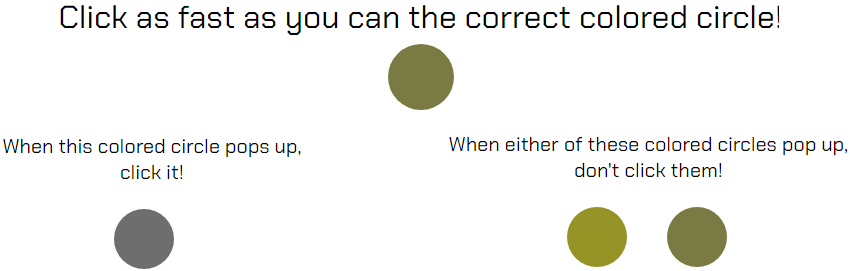 Click as fast as you can the correct colored circle!
When this colored circle pops up,
click it!
When either of these colored circles pop up,
don't click them!